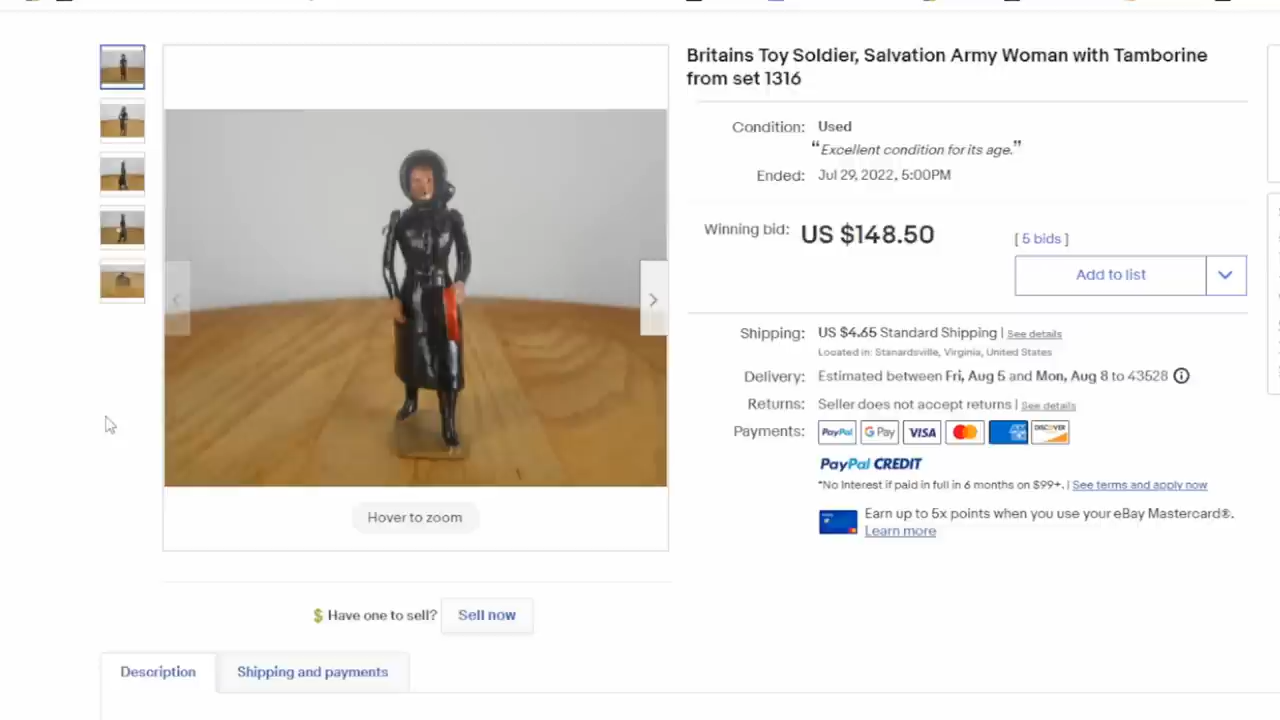 Britains Toy Soldier, Salvation Army Woman with Tamborine
from set 1316
Condition: Used
“Excellent condition for its age.”
Ended: Jul 29, 2022, 5:00PM
Winning bid: US $148.50 [ 5 bids ]
Add to list
Shipping: US $4.65 Standard Shipping | See details
Located in: Stanardsville, Virginia, United States
Delivery: Estimated between Fri, Aug 5 and Mon, Aug 8 to 43528
Returns: Seller does not accept returns | See details
Payments: PayPal G Pay VISA DISCOVER
PayPal CREDIT
*No Interest if paid in full in 6 months on $99+. | See terms and apply now
Earn up to 5x points when you use your eBay Mastercard®.
Learn more
Hover to zoom
Have one to sell? Sell now
Description Shipping and payments